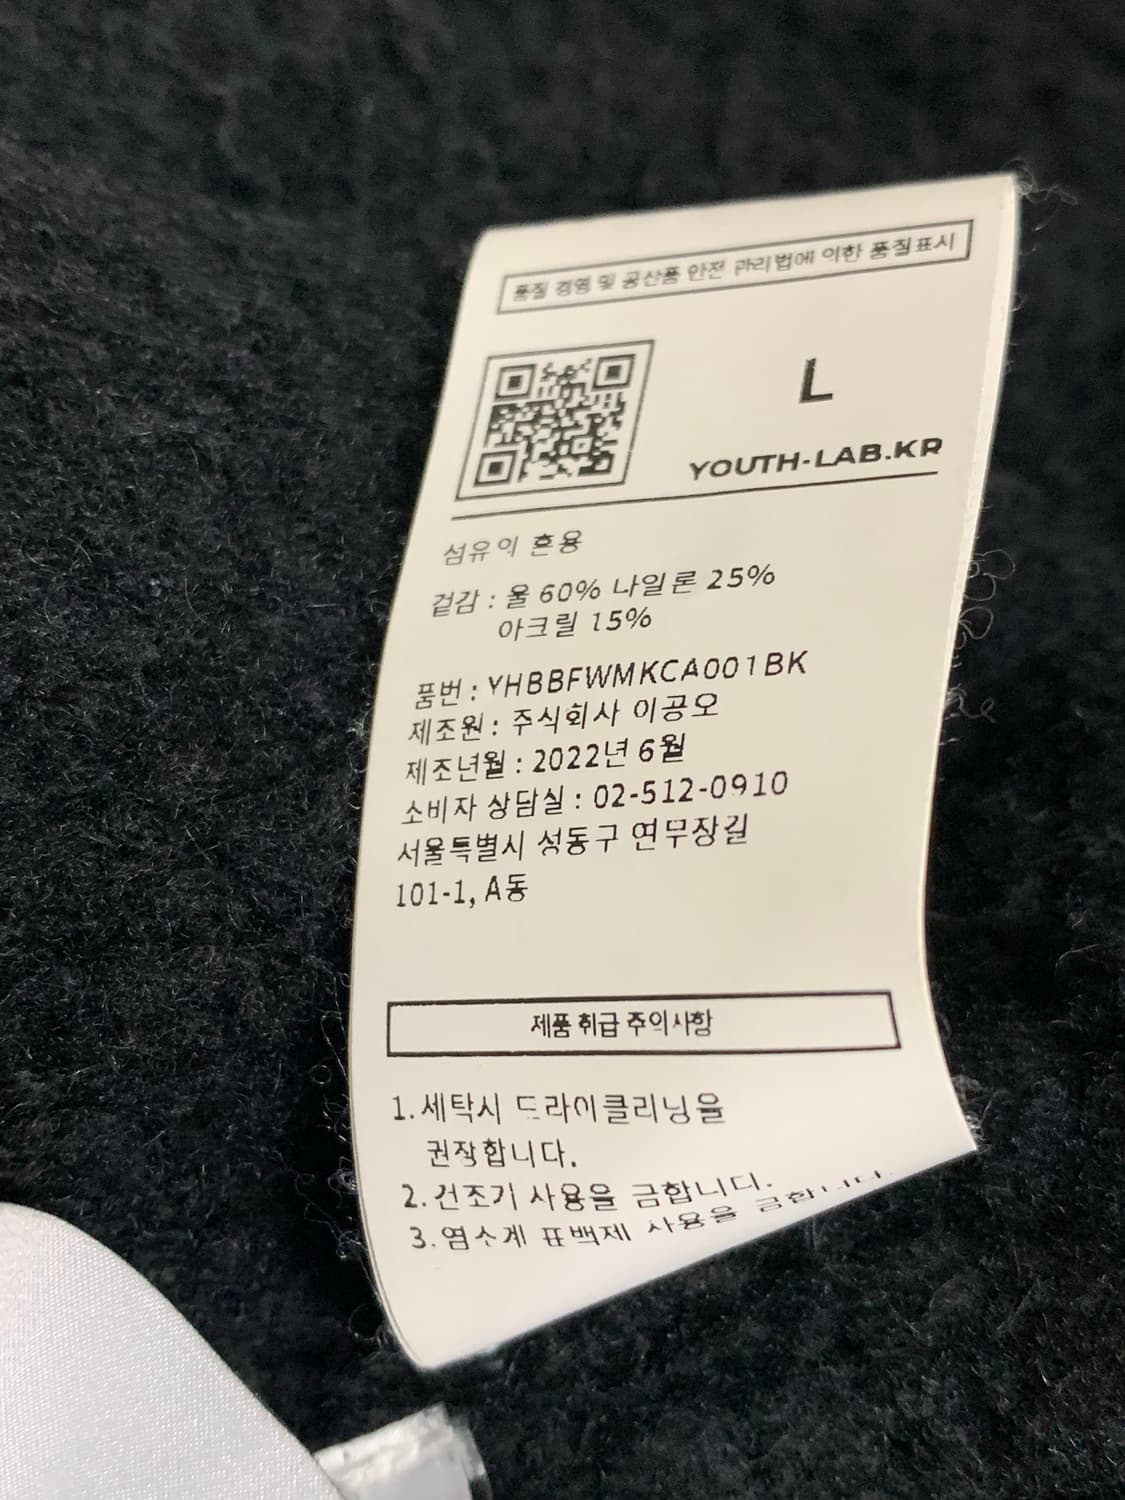 품질 경영 및 공산품 안전 관리법에 의한 품질표시
L
YOUTH-LAB.KR
섬유의 혼용
겉감 : 울 60% 나일론 25%
아크릴 15%
품번 : YHBBFWMKCA001BK
제조원 : 주식회사 이공오
제조년월 : 2022년 6월
소비자 상담실 : 02-512-0910
서울특별시 성동구 연무장길
101-1, A동
제품 취급 주의사항
1. 세탁시 드라이클리닝을
권장합니다.
2. 건조기 사용을 금합니다.
3. 염소계 표백제 사용을 금합니다.